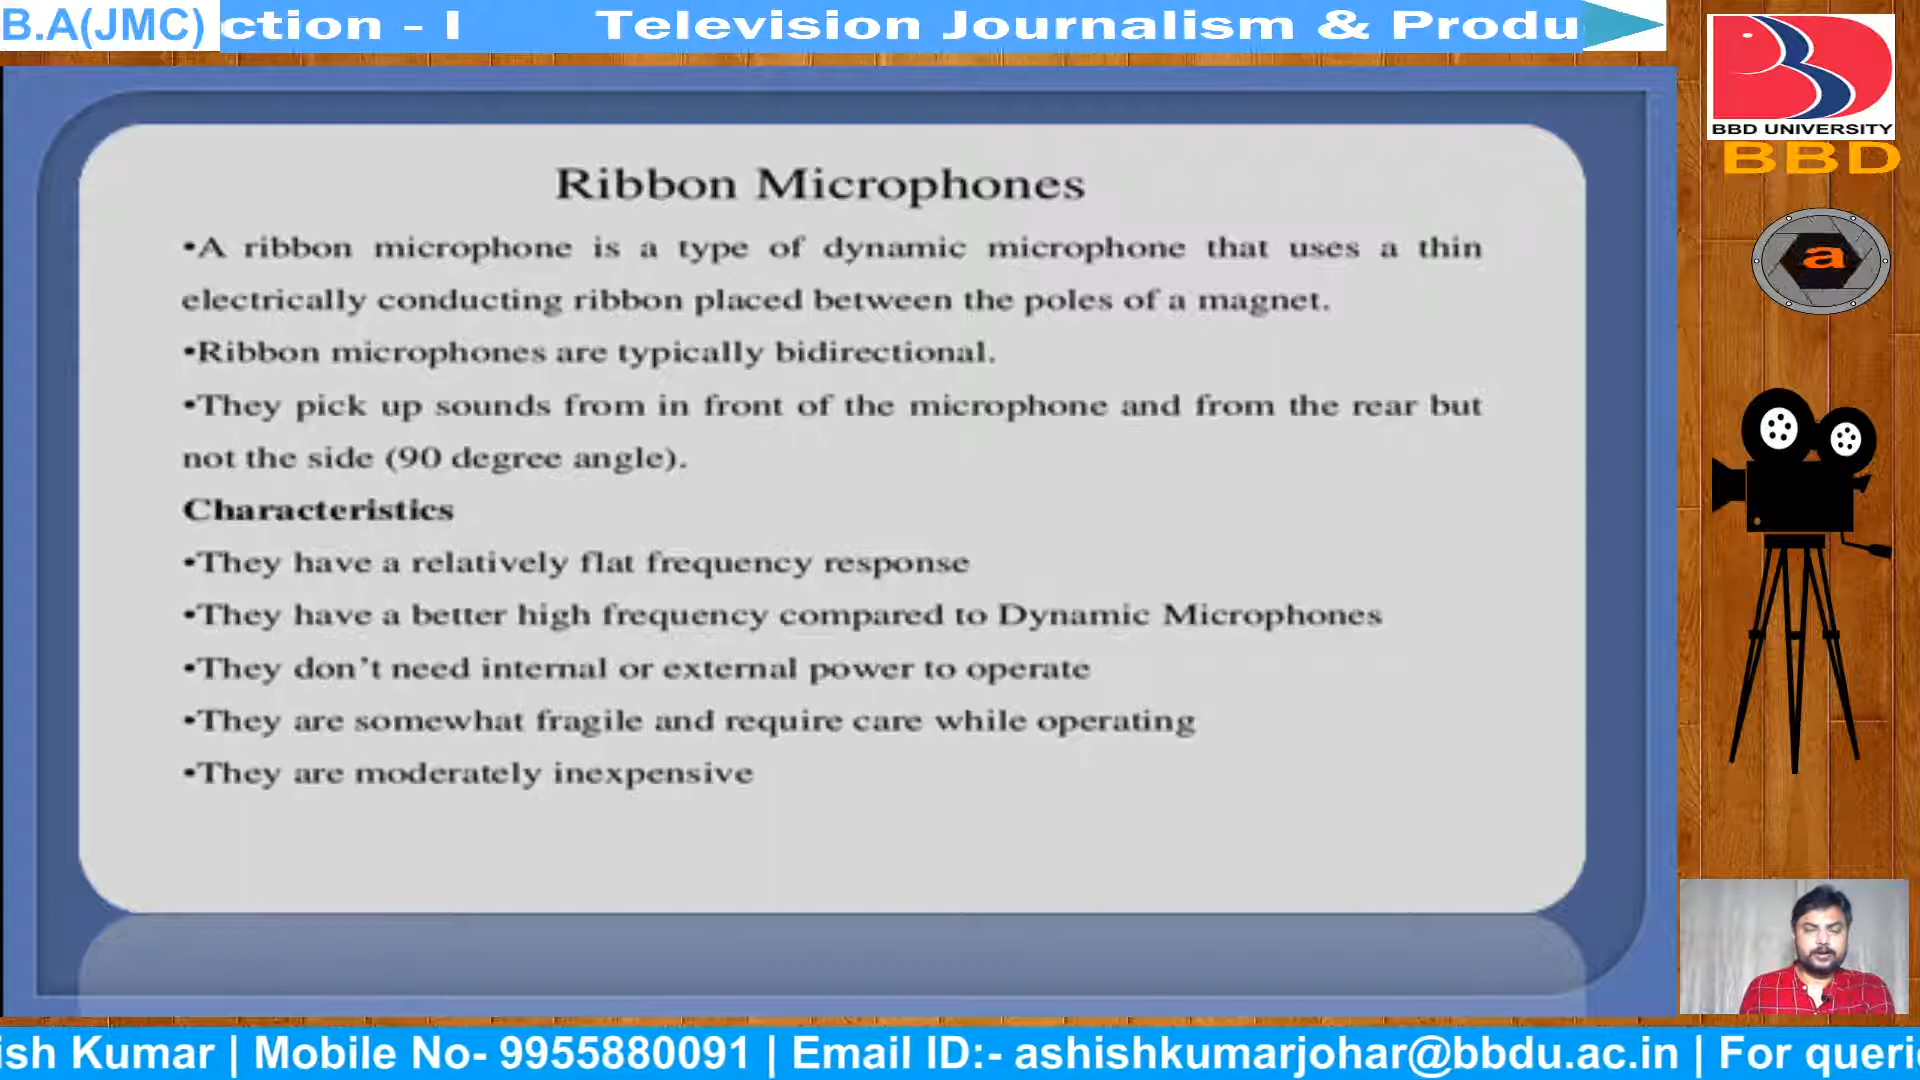 B.A(JMC) ction - I Television Journalism & Produ
BBD UNIVERSITY
BBD
a
Ribbon Microphones
•A ribbon microphone is a type of dynamic microphone that uses a thin
electrically conducting ribbon placed between the poles of a magnet.
•Ribbon microphones are typically bidirectional.
•They pick up sounds from in front of the microphone and from the rear but
not the side (90 degree angle).
Characteristics
•They have a relatively flat frequency response
•They have a better high frequency compared to Dynamic Microphones
•They don’t need internal or external power to operate
•They are somewhat fragile and require care while operating
•They are moderately inexpensive
ish Kumar | Mobile No- 9955880091 | Email ID:- ashishkumarjohar@bbdu.ac.in | For queri